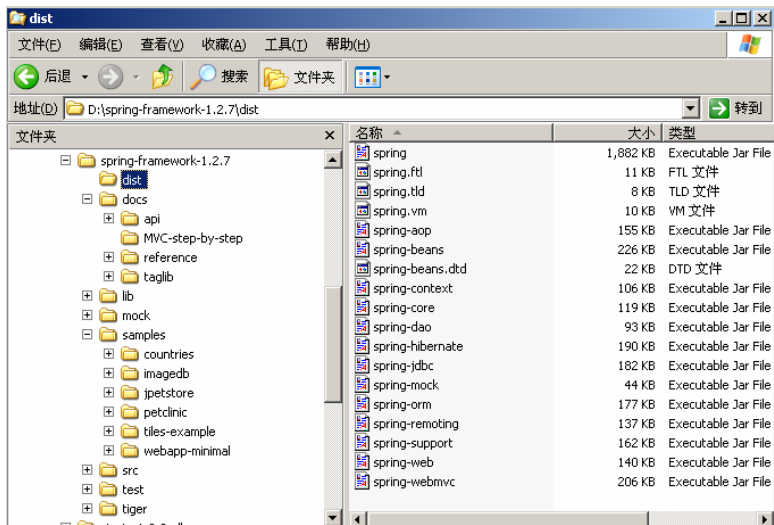 dist
文件(F) 编辑(E) 查看(V) 收藏(A) 工具(T) 帮助(H)
后退 搜索 文件夹
地址(D) D:\spring-framework-1.2.7\dist 转到
文件夹 ×
spring-framework-1.2.7
dist
docs
api
MVC-step-by-step
reference
taglib
lib
mock
samples
countries
imagedb
jpetstore
petclinic
tiles-example
webapp-minimal
src
test
tiger
名称 大小 类型
spring 1,882 KB Executable Jar File
spring.ftl 11 KB FTL 文件
spring.tld 8 KB TLD 文件
spring.vm 10 KB VM 文件
spring-aop 155 KB Executable Jar File
spring-beans 226 KB Executable Jar File
spring-beans.dtd 22 KB DTD 文件
spring-context 106 KB Executable Jar File
spring-core 119 KB Executable Jar File
spring-dao 93 KB Executable Jar File
spring-hibernate 190 KB Executable Jar File
spring-jdbc 182 KB Executable Jar File
spring-mock 44 KB Executable Jar File
spring-orm 177 KB Executable Jar File
spring-remoting 137 KB Executable Jar File
spring-support 162 KB Executable Jar File
spring-web 140 KB Executable Jar File
spring-webmvc 206 KB Executable Jar File